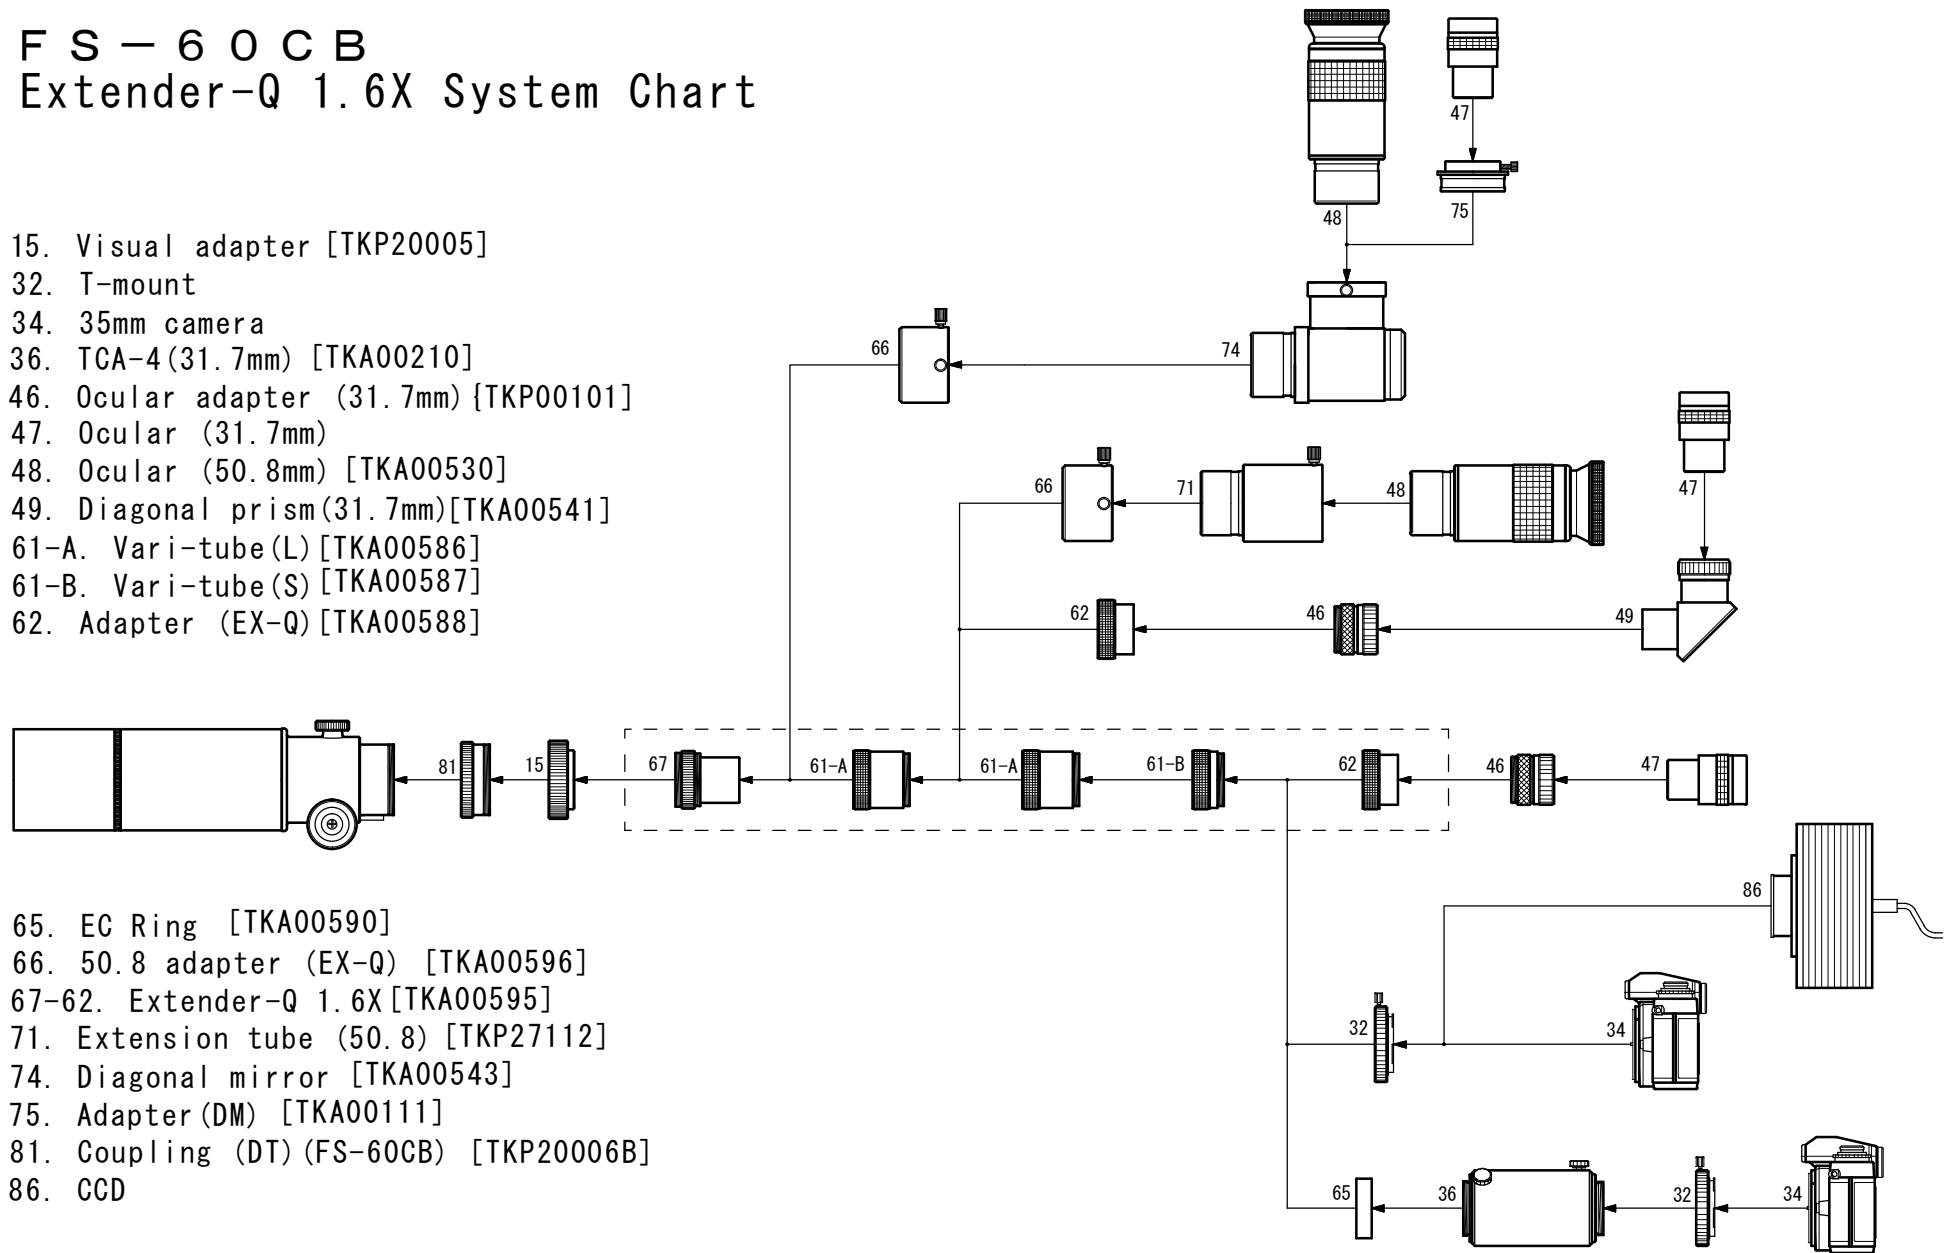 FS-60CB
Extender-Q 1.6X System Chart
15. Visual adapter [TKP20005]
32. T-mount
34. 35mm camera
36. TCA-4(31.7mm) [TKA00210]
46. Ocular adapter (31.7mm) {TKP00101]
47. Ocular (31.7mm)
48. Ocular (50.8mm) [TKA00530]
49. Diagonal prism(31.7mm)[TKA00541]
61-A. Vari-tube(L)[TKA00586]
61-B. Vari-tube(S)[TKA00587]
62. Adapter (EX-Q)[TKA00588]
47
48
75
66
74
66
71
48
47
62
46
49
81
15
67
61-A
61-A
61-B
62
46
47
86
32
34
65
36
32
34
65. EC Ring [TKA00590]
66. 50.8 adapter (EX-Q) [TKA00596]
67-62. Extender-Q 1.6X[TKA00595]
71. Extension tube (50.8) [TKP27112]
74. Diagonal mirror [TKA00543]
75. Adapter(DM) [TKA00111]
81. Coupling (DT)(FS-60CB) [TKP20006B]
86. CCD